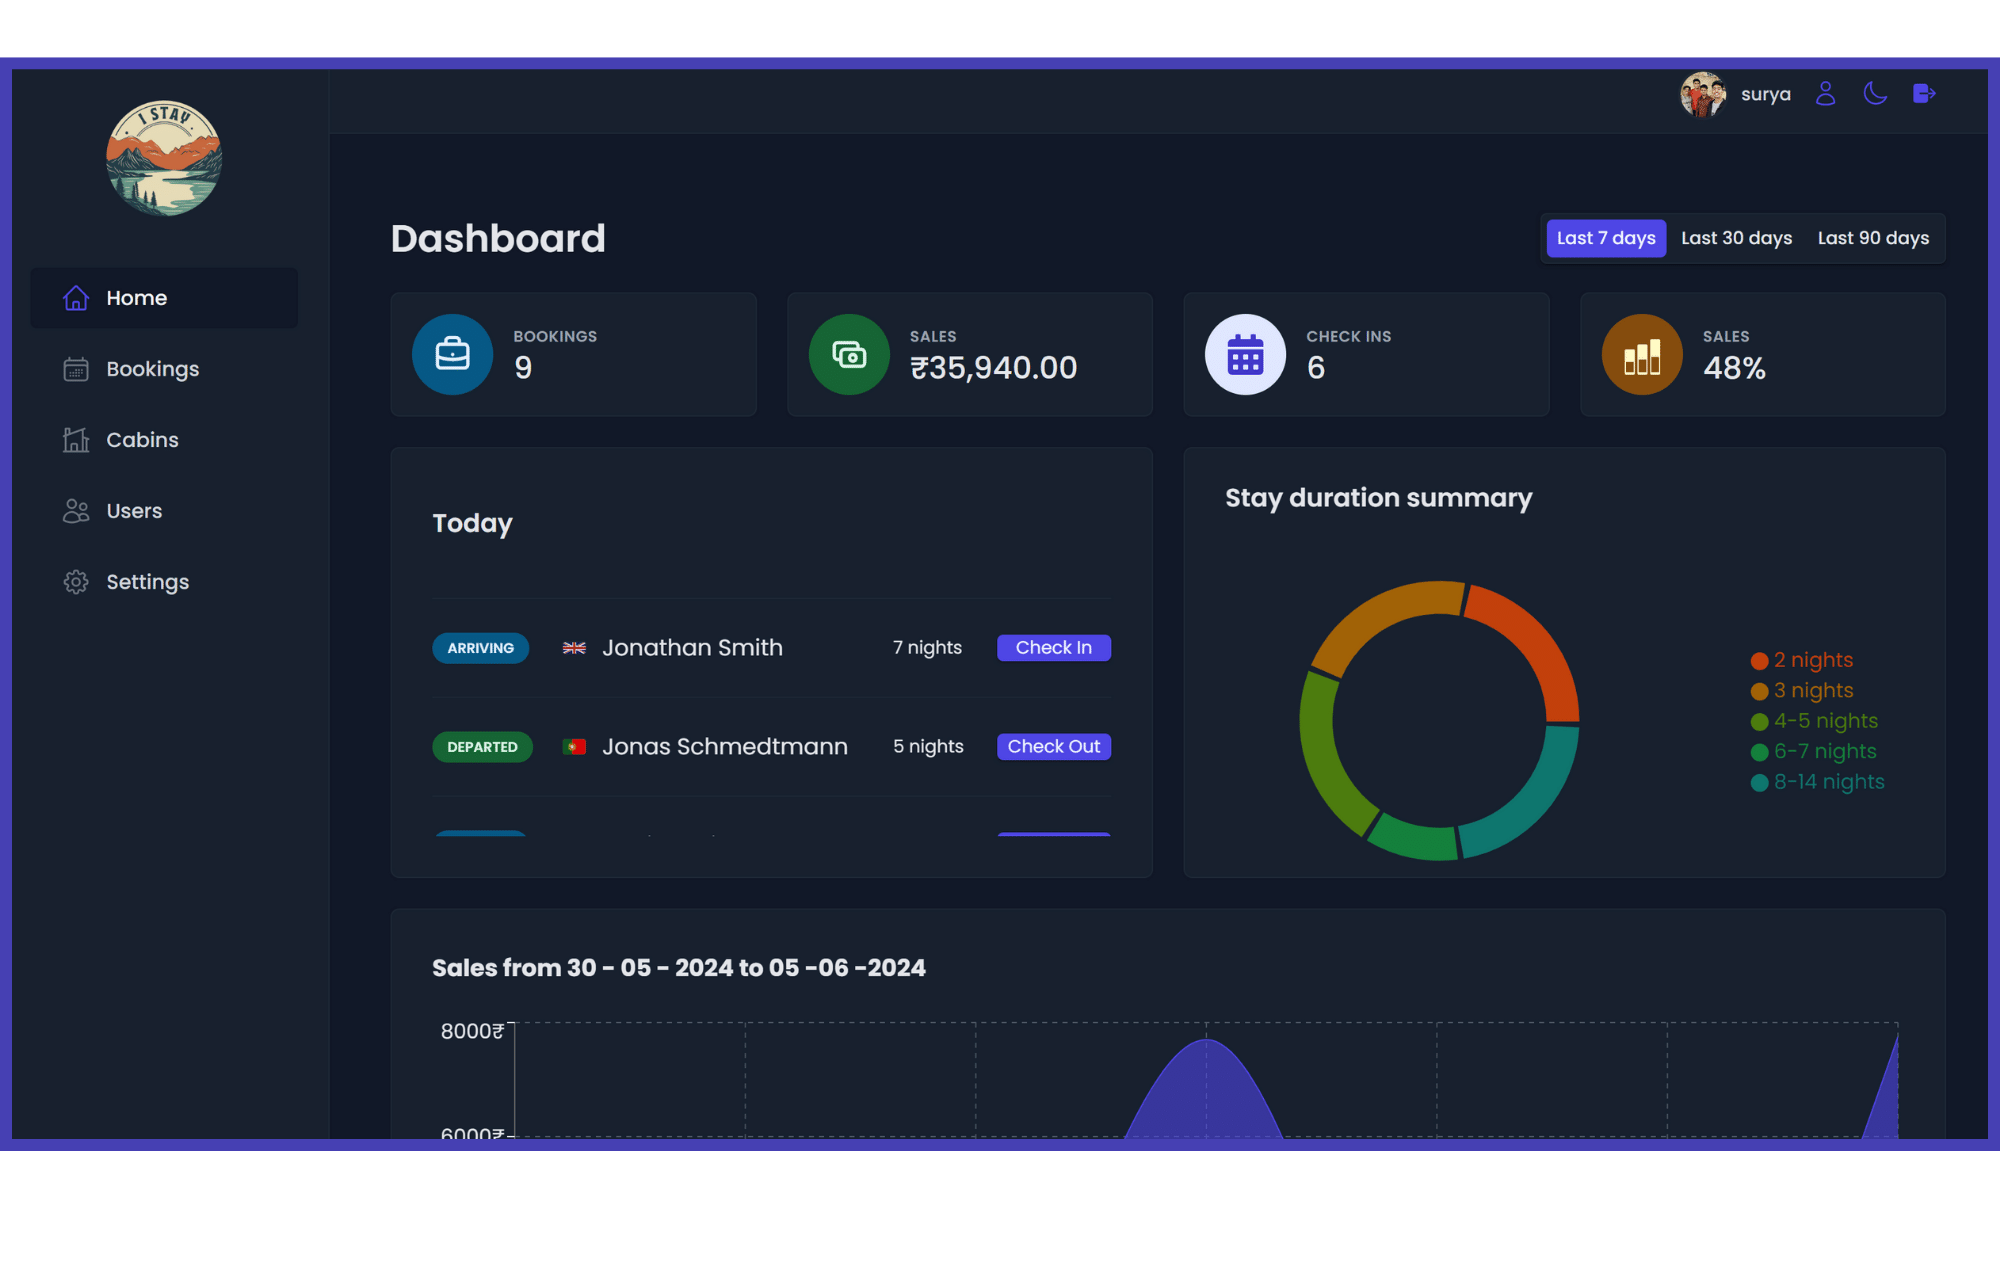 I STAY
surya
Home
Bookings
Cabins
Users
Settings
Dashboard
Last 7 days Last 30 days Last 90 days
BOOKINGS
9
SALES
₹35,940.00
CHECK INS
6
SALES
48%
Today
ARRIVING Jonathan Smith 7 nights Check In
DEPARTED Jonas Schmedtmann 5 nights Check Out
Stay duration summary
2 nights
3 nights
4-5 nights
6-7 nights
8-14 nights
Sales from 30 - 05 - 2024 to 05 -06 -2024
8000₹
6000₹